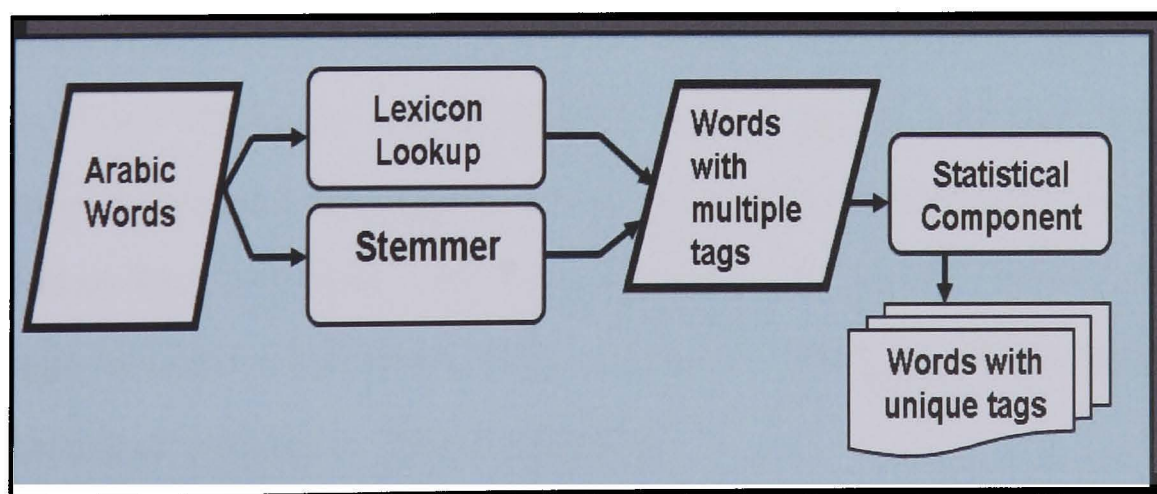 Arabic
Words
Lexicon
Lookup
Stemmer
Words
with
multiple
tags
Statistical
Component
Words with
unique tags